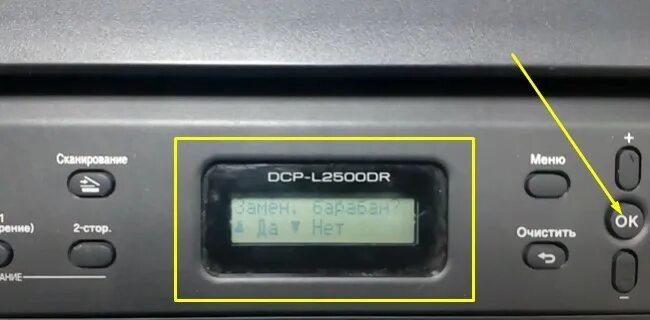 DCP-L2500DR
Замен. барабан?
▲ Да ▼ Нет
Сканирование
2-стор.
Меню
Очистить
+
OK
−